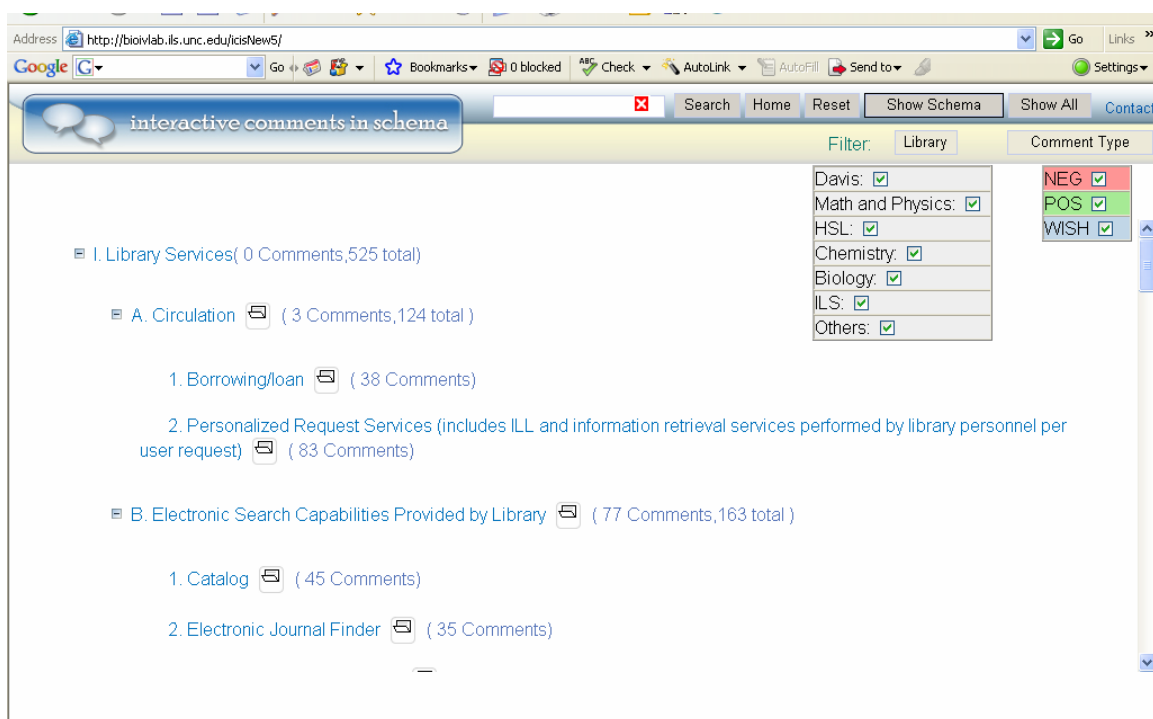 Address http://bioivlab.ils.unc.edu/icisNew5/ Go Links »
Google G Go Bookmarks 0 blocked ABC Check AutoLink AutoFill Send to Settings
interactive comments in schema
Search Home Reset Show Schema Show All Contact
Filter: Library Comment Type
Davis: NEG
Math and Physics: POS
HSL: WISH
I. Library Services( 0 Comments,525 total)
Chemistry:
Biology:
ILS:
A. Circulation ( 3 Comments,124 total )
Others:
1. Borrowing/loan ( 38 Comments)
2. Personalized Request Services (includes ILL and information retrieval services performed by library personnel per
user request) ( 83 Comments)
B. Electronic Search Capabilities Provided by Library ( 77 Comments,163 total )
1. Catalog ( 45 Comments)
2. Electronic Journal Finder ( 35 Comments)